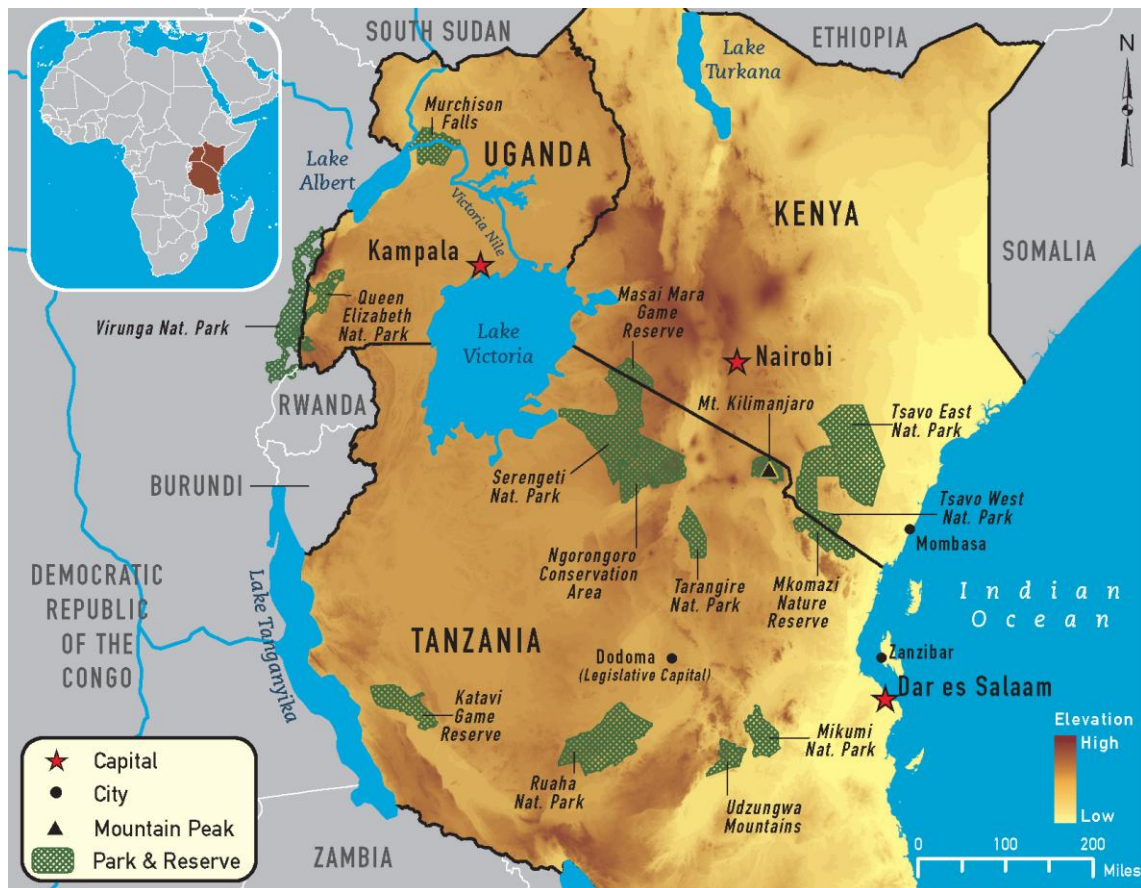 SOUTH SUDAN
ETHIOPIA
Lake
Turkana
N
Murchison
Falls
UGANDA
Lake
Albert
Victoria Nile
KENYA
Kampala
SOMALIA
Virunga Nat. Park
Queen
Elizabeth
Nat. Park
Masai Mara
Game
Reserve
Lake
Victoria
Nairobi
RWANDA
Mt. Kilimanjaro
Tsavo East
Nat. Park
BURUNDI
Serengeti
Nat. Park
Tsavo West
Nat. Park
Mombasa
Ngorongoro
Conservation
Area
Tarangire
Nat. Park
Mkomazi
Nature
Reserve
DEMOCRATIC
REPUBLIC
OF THE
CONGO
Lake Tanganyika
Indian
Ocean
TANZANIA
Dodoma
(Legislative Capital)
Zanzibar
Dar es Salaam
Katavi
Game
Reserve
Ruaha
Nat. Park
Mikumi
Nat. Park
Udzungwa
Mountains
ZAMBIA
Elevation
High
Low
Capital
City
Mountain Peak
Park & Reserve
0 100 200
Miles